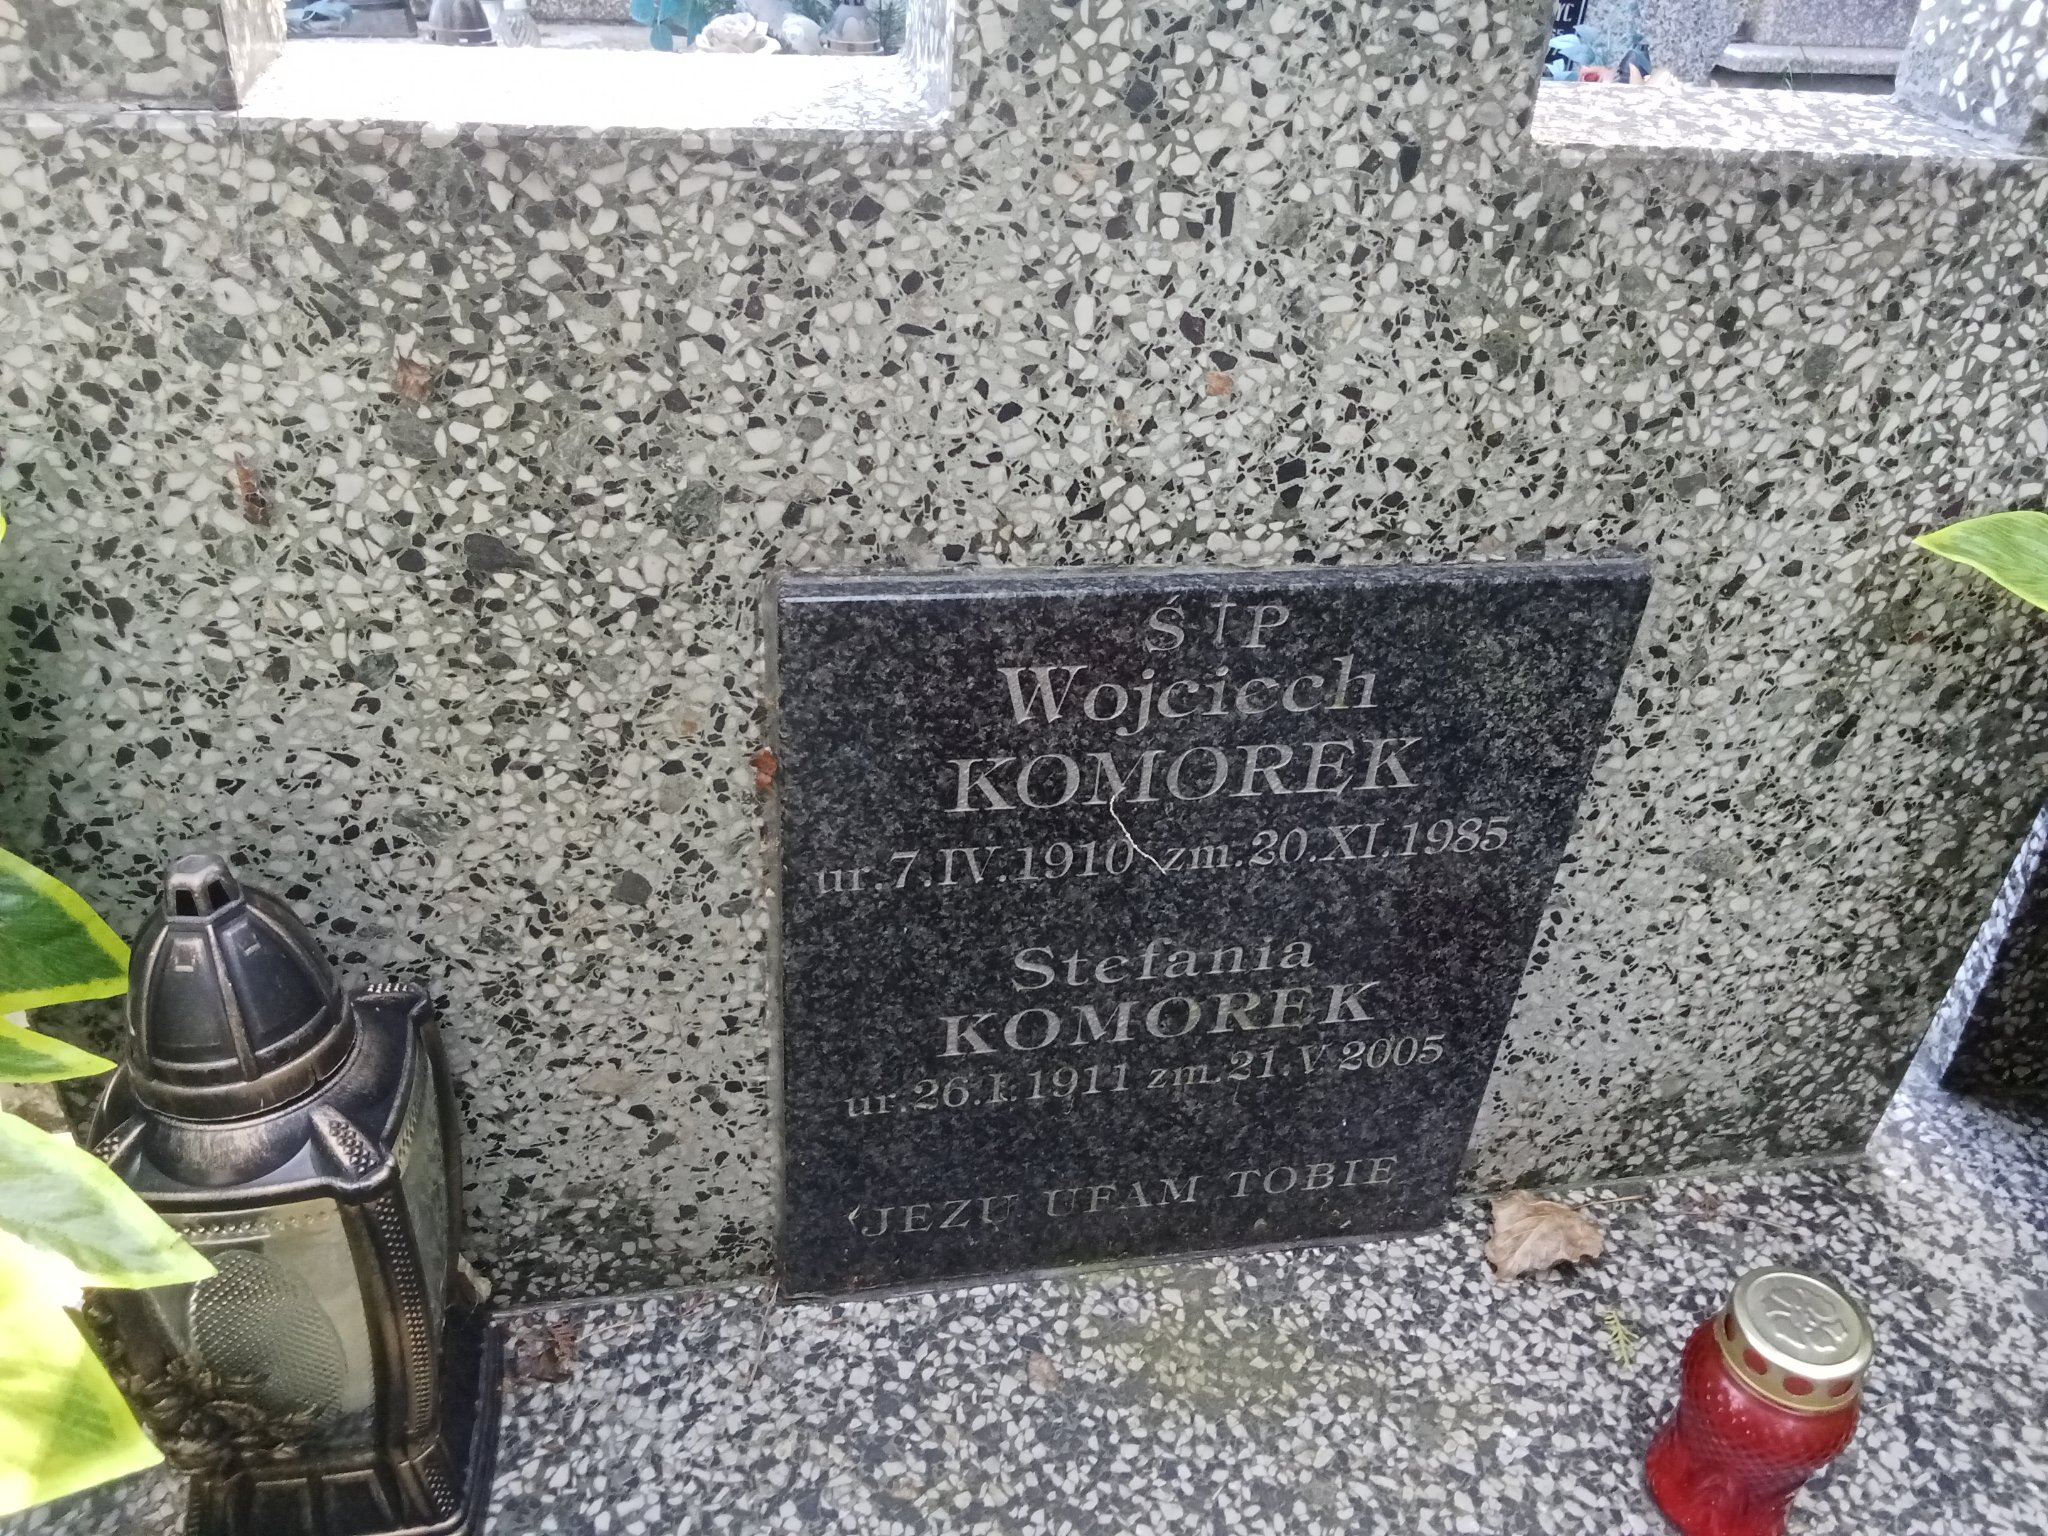 Ś † P
Wojciech
KOMOREK
ur.7.IV.1910 zm.20.XI.1985
Stefania
KOMOREK
ur.26.I.1911 zm.21.V 2005
JEZU UFAM TOBIE